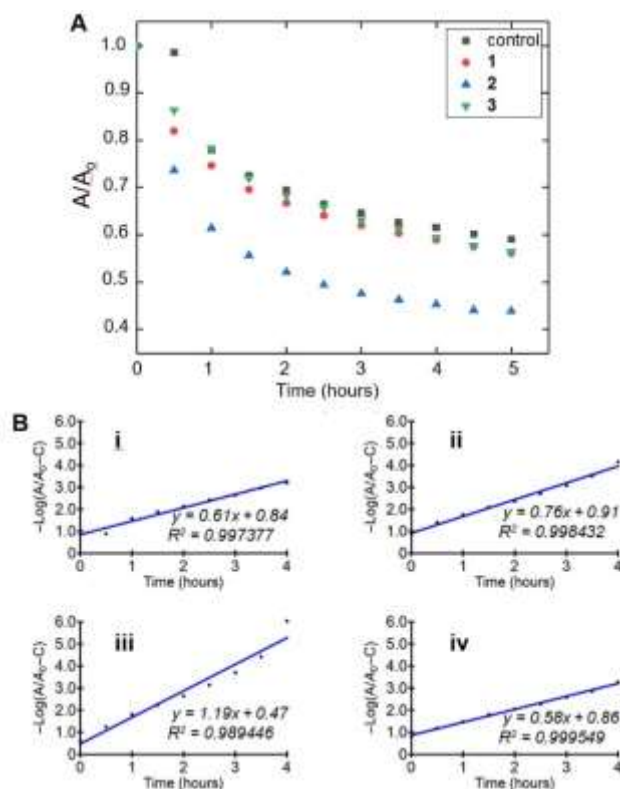 A
control
1
2
3
1.0
0.9
0.8
0.7
0.6
0.5
0.4
A/A0
0 1 2 3 4 5
Time (hours)
B
i
6.0
5.0
4.0
3.0
2.0
1.0
0.0
−Log(A/A0−C)
y = 0.61x + 0.84
R² = 0.997377
0 1 2 3 4
Time (hours)
ii
6.0
5.0
4.0
3.0
2.0
1.0
0.0
−Log(A/A0−C)
y = 0.76x + 0.91
R² = 0.998432
0 1 2 3 4
Time (hours)
iii
6.0
5.0
4.0
3.0
2.0
1.0
0.0
−Log(A/A0−C)
y = 1.19x + 0.47
R² = 0.989446
0 1 2 3 4
Time (hours)
iv
6.0
5.0
4.0
3.0
2.0
1.0
0.0
−Log(A/A0−C)
y = 0.58x + 0.86
R² = 0.999549
0 1 2 3 4
Time (hours)